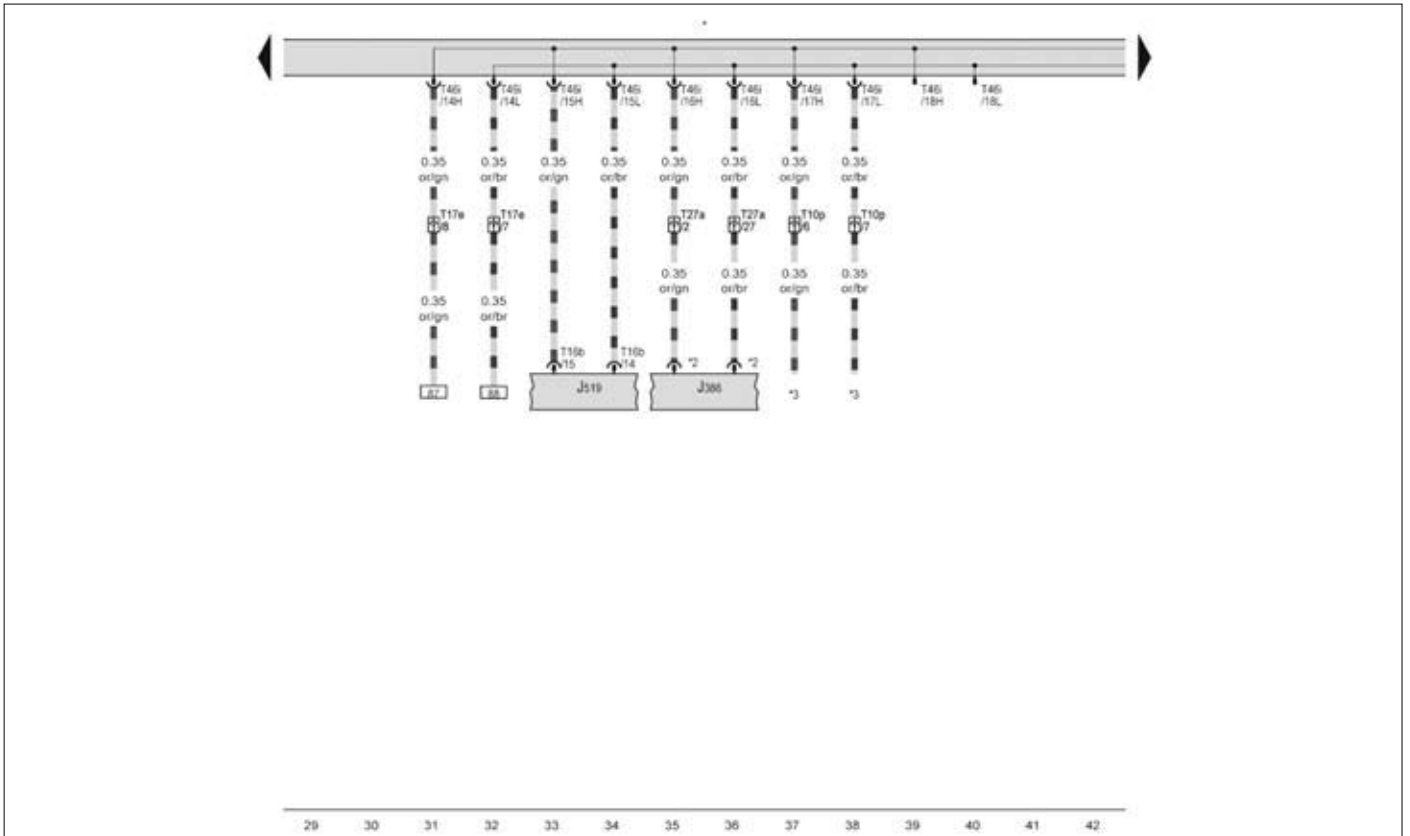 *
T46i T46i T46i T46i T46i T46i T46i T46i T46i T46i
/14H /14L /15H /15L /16H /16L /17H /17L /18H /18L
0.35 0.35 0.35 0.35 0.35 0.35 0.35 0.35
or/gn or/br or/gn or/br or/gn or/br or/gn or/br
T17e T17e T27a T27a T10p T10p
/8 /7 /2 /27 /6 /7
0.35 0.35 0.35 0.35
or/gn or/br or/gn or/br
0.35 0.35
or/gn or/br
T16b T16b
/15 /14 *2 *2
87 88 J519 J386 *3 *3
29 30 31 32 33 34 35 36 37 38 39 40 41 42